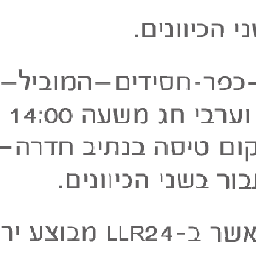 שני הכיוונים.
-כפר-חסידים–המוביל–
וערבי חג משעה 14:00
קום טיסה בנתיב חדרה–
עבור בשני הכיוונים.
אשר ב-LLR24 מבוצע יר